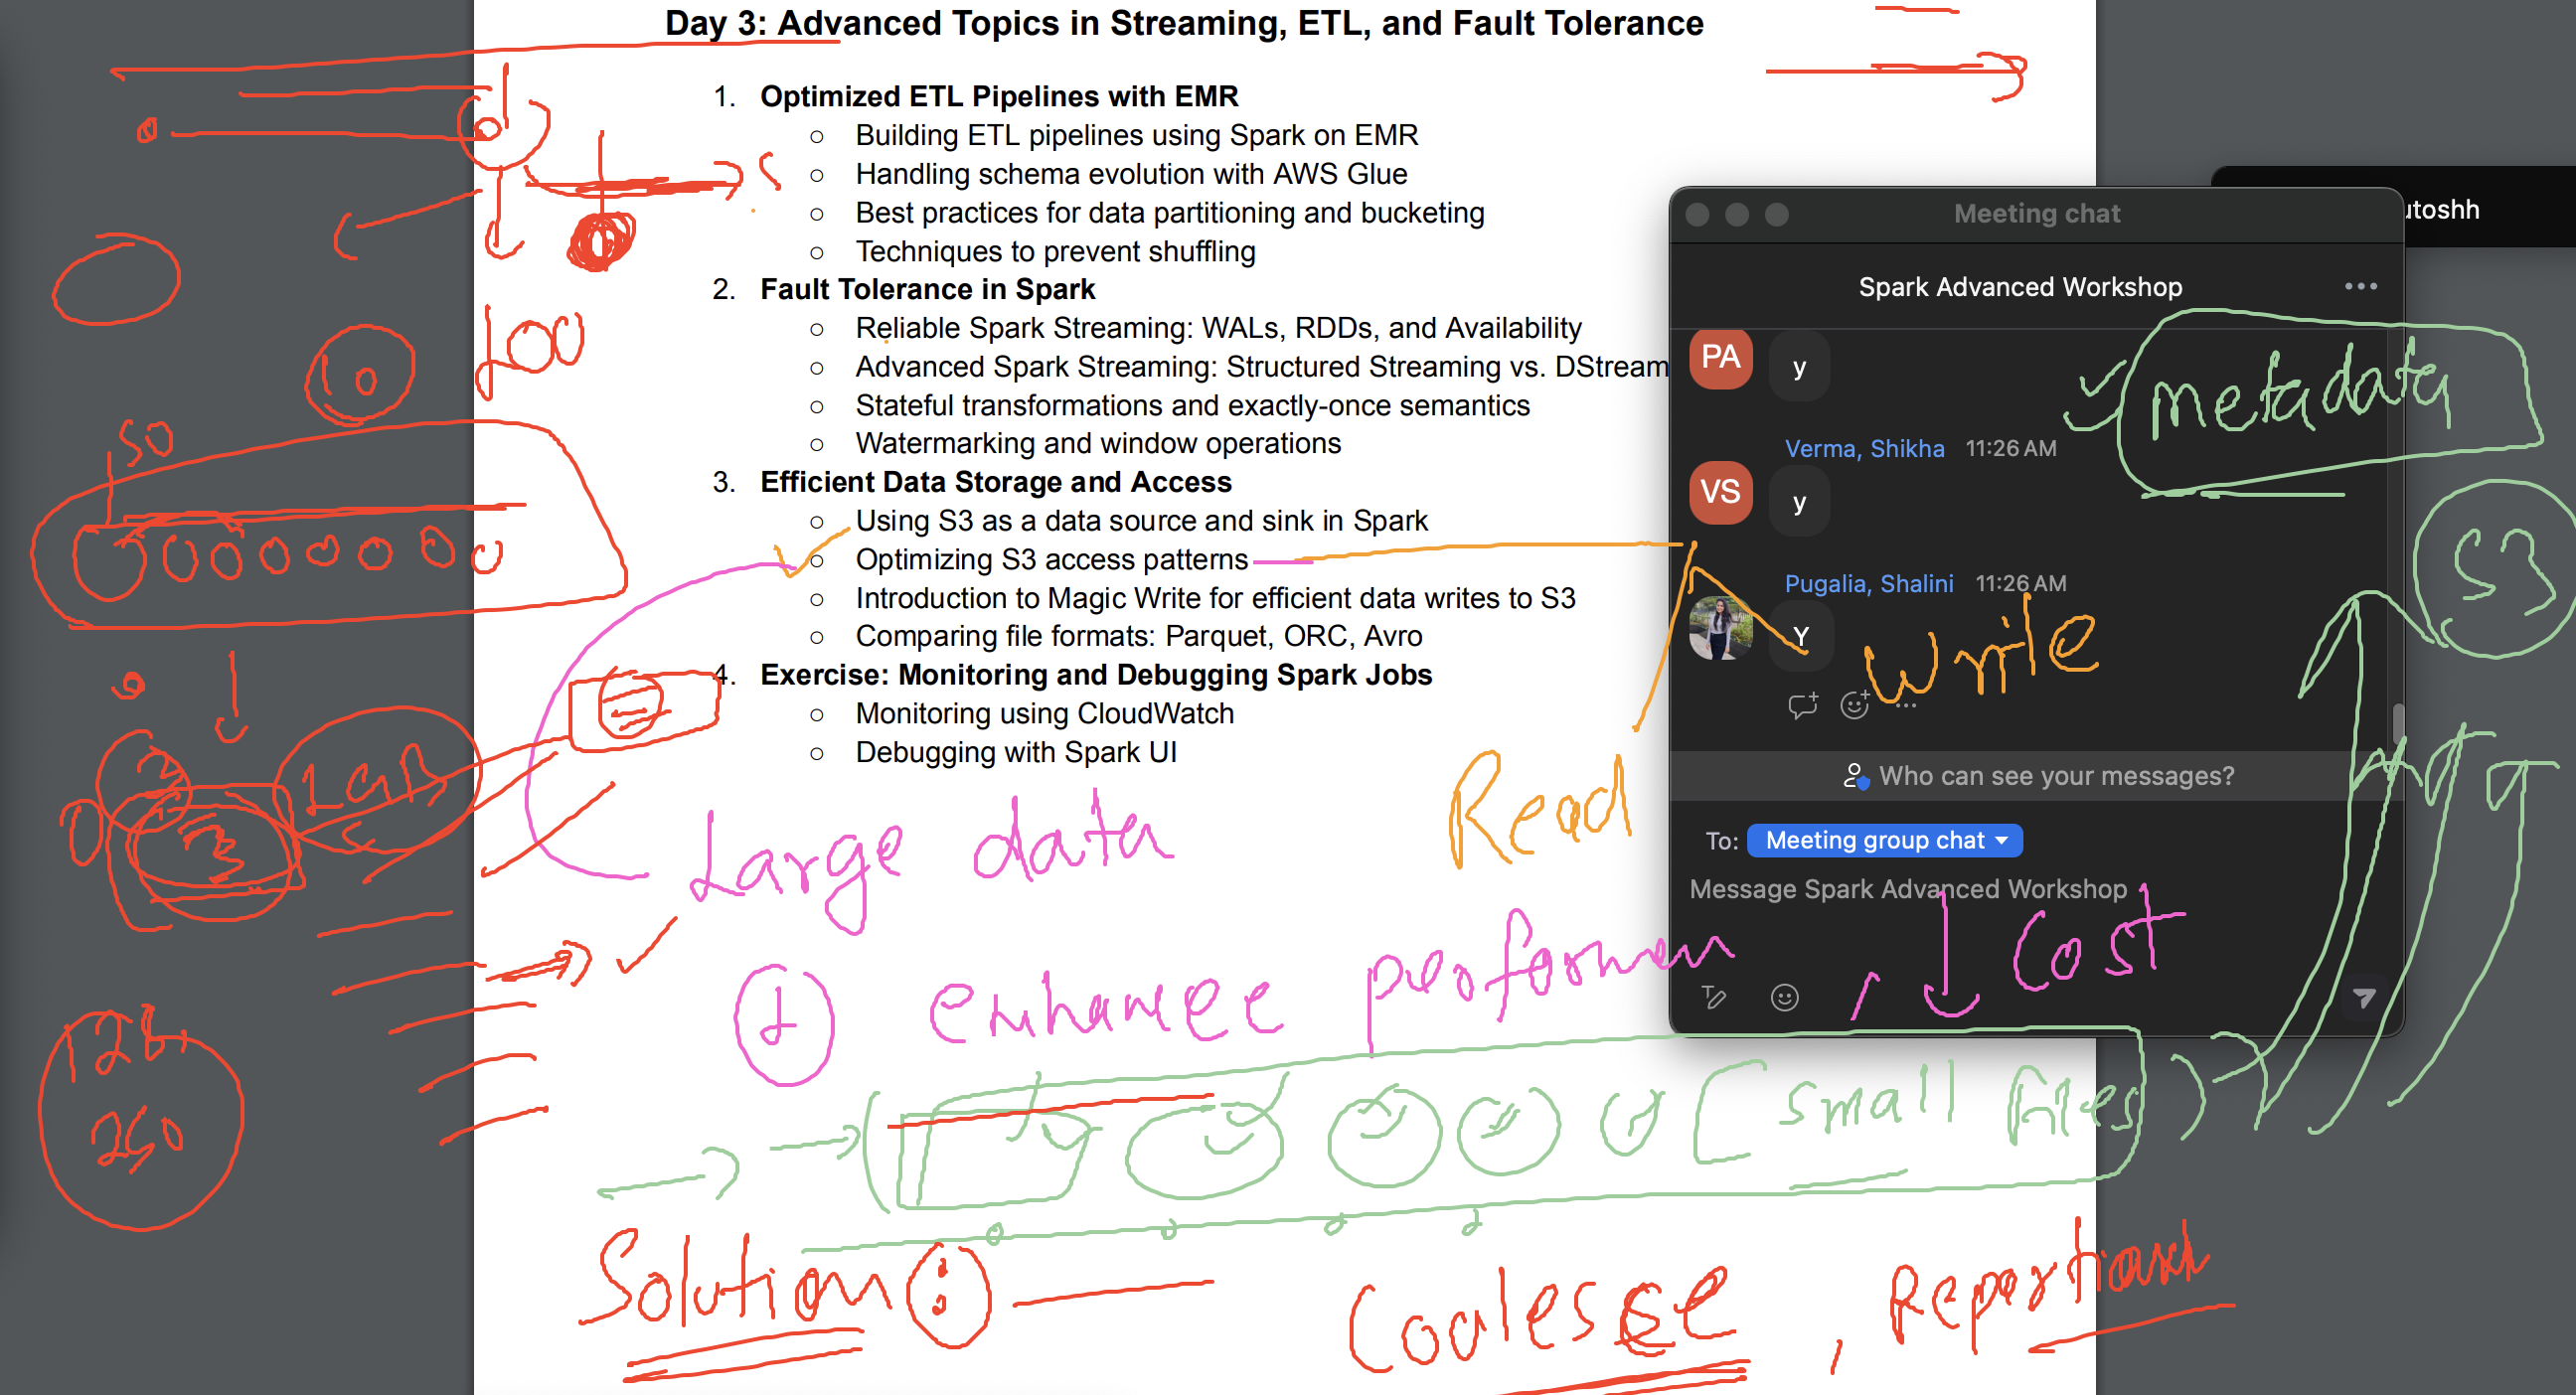 Day 3: Advanced Topics in Streaming, ETL, and Fault Tolerance
1. Optimized ETL Pipelines with EMR
○ Building ETL pipelines using Spark on EMR
○ Handling schema evolution with AWS Glue
○ Best practices for data partitioning and bucketing
○ Techniques to prevent shuffling
2. Fault Tolerance in Spark
○ Reliable Spark Streaming: WALs, RDDs, and Availability
○ Advanced Spark Streaming: Structured Streaming vs. DStream
○ Stateful transformations and exactly-once semantics
○ Watermarking and window operations
3. Efficient Data Storage and Access
○ Using S3 as a data source and sink in Spark
○ Optimizing S3 access patterns
○ Introduction to Magic Write for efficient data writes to S3
○ Comparing file formats: Parquet, ORC, Avro
4. Exercise: Monitoring and Debugging Spark Jobs
○ Monitoring using CloudWatch
○ Debugging with Spark UI
utoshh
Meeting chat
Spark Advanced Workshop
PA
y
Verma, Shikha 11:26 AM
VS
y
Pugalia, Shalini 11:26 AM
Y
Who can see your messages?
To: Meeting group chat
Message Spark Advanced Workshop
metadata
S3
Write
Read
100
10
50
2
3
128
Large data
1 enhance
Cost
small files
Solution :